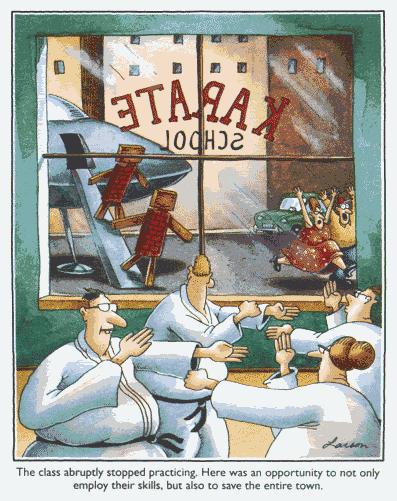 KARATE
SCHOOL
Larson
The class abruptly stopped practicing. Here was an opportunity to not only
employ their skills, but also to save the entire town.